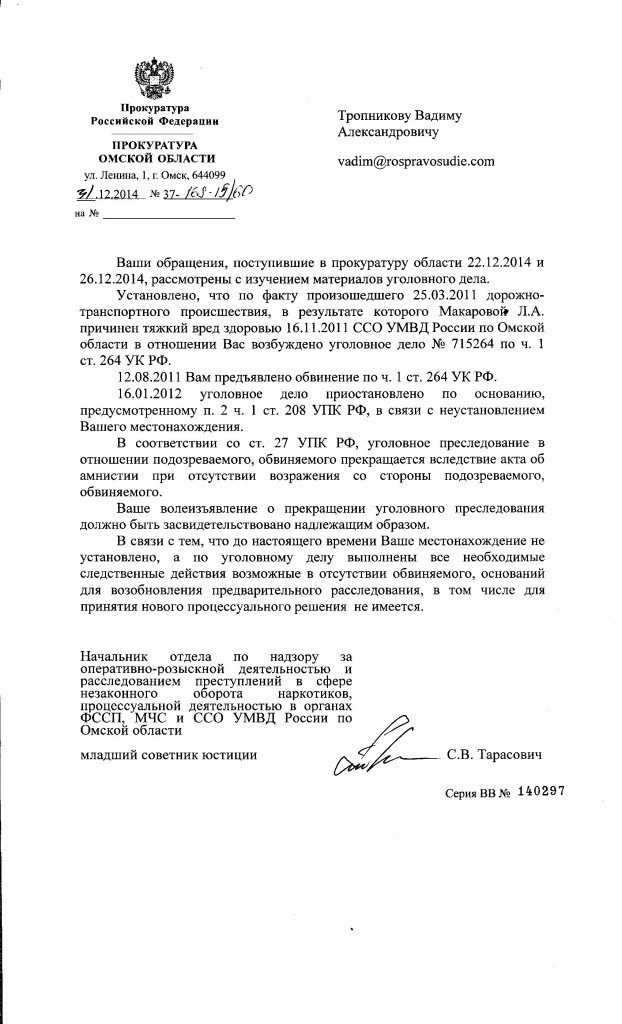 Прокуратура
Российской Федерации
ПРОКУРАТУРА
ОМСКОЙ ОБЛАСТИ
ул. Ленина, 1, г. Омск, 644099
31.12.2014 № 37-168-15/60
на №
Тропникову Вадиму
Александровичу
vadim@rospravosudie.com
Ваши обращения, поступившие в прокуратуру области 22.12.2014 и
26.12.2014, рассмотрены с изучением материалов уголовного дела.
Установлено, что по факту произошедшего 25.03.2011 дорожно-
транспортного происшествия, в результате которого Макаровой Л.А.
причинен тяжкий вред здоровью 16.11.2011 ССО УМВД России по Омской
области в отношении Вас возбуждено уголовное дело № 715264 по ч. 1
ст. 264 УК РФ.
12.08.2011 Вам предъявлено обвинение по ч. 1 ст. 264 УК РФ.
16.01.2012 уголовное дело приостановлено по основанию,
предусмотренному п. 2 ч. 1 ст. 208 УПК РФ, в связи с неустановлением
Вашего местонахождения.
В соответствии со ст. 27 УПК РФ, уголовное преследование в
отношении подозреваемого, обвиняемого прекращается вследствие акта об
амнистии при отсутствии возражения со стороны подозреваемого,
обвиняемого.
Ваше волеизъявление о прекращении уголовного преследования
должно быть засвидетельствовано надлежащим образом.
В связи с тем, что до настоящего времени Ваше местонахождение не
установлено, а по уголовному делу выполнены все необходимые
следственные действия возможные в отсутствии обвиняемого, оснований
для возобновления предварительного расследования, в том числе для
принятия нового процессуального решения не имеется.
Начальник отдела по надзору за
оперативно-розыскной деятельностью и
расследованием преступлений в сфере
незаконного оборота наркотиков,
процессуальной деятельностью в органах
ФССП, МЧС и ССО УМВД России по
Омской области
младший советник юстиции
С.В. Тарасович
Серия ВВ № 140297